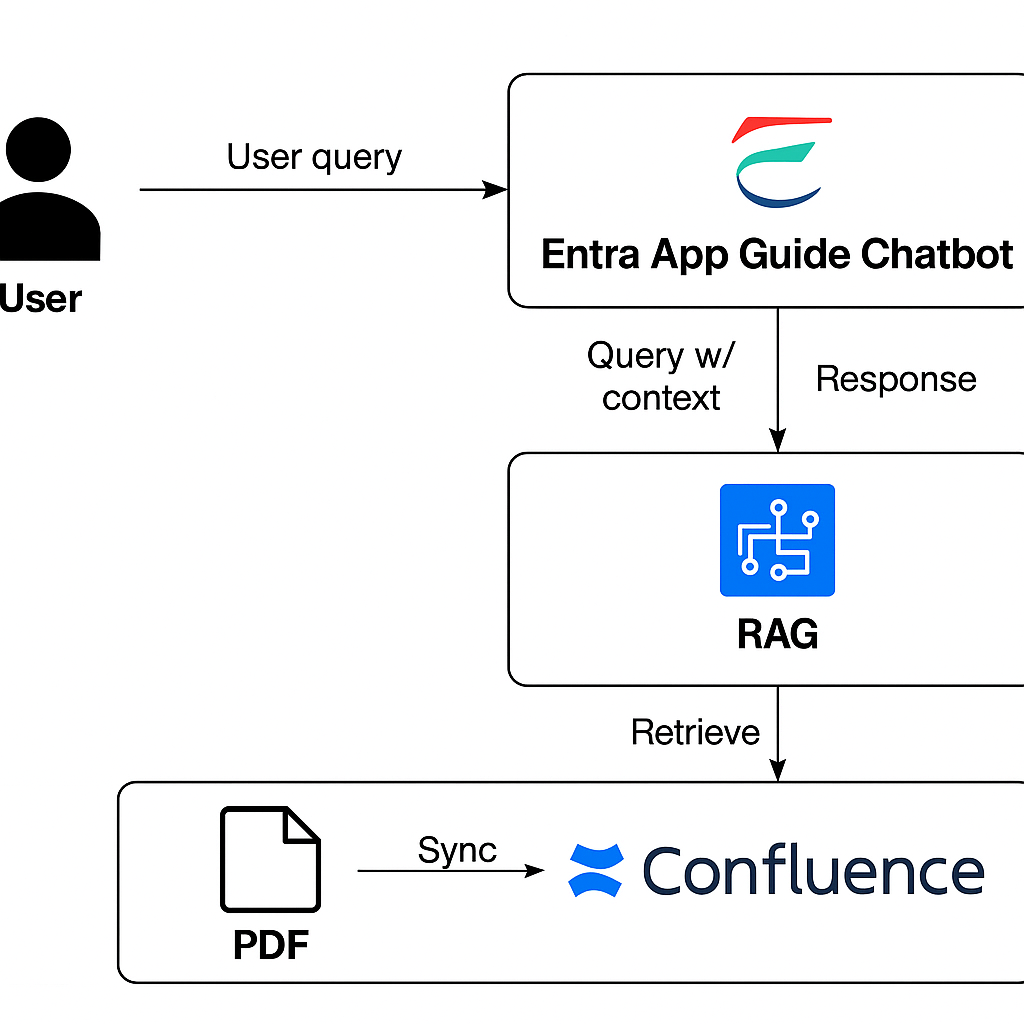 User query
User
Entra App Guide Chatbot
Query w/
context
Response
RAG
Retrieve
Sync
PDF
Confluence